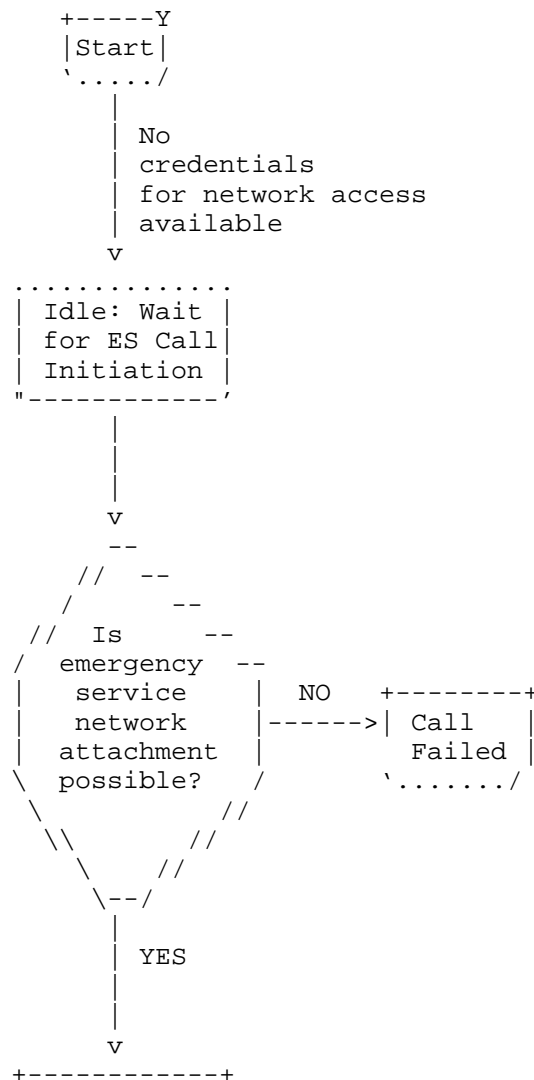 Start
No
credentials
for network access
available
v
Idle: Wait
for ES Call
Initiation
v
Is
emergency
service NO
network Call
attachment Failed
possible?
YES
v